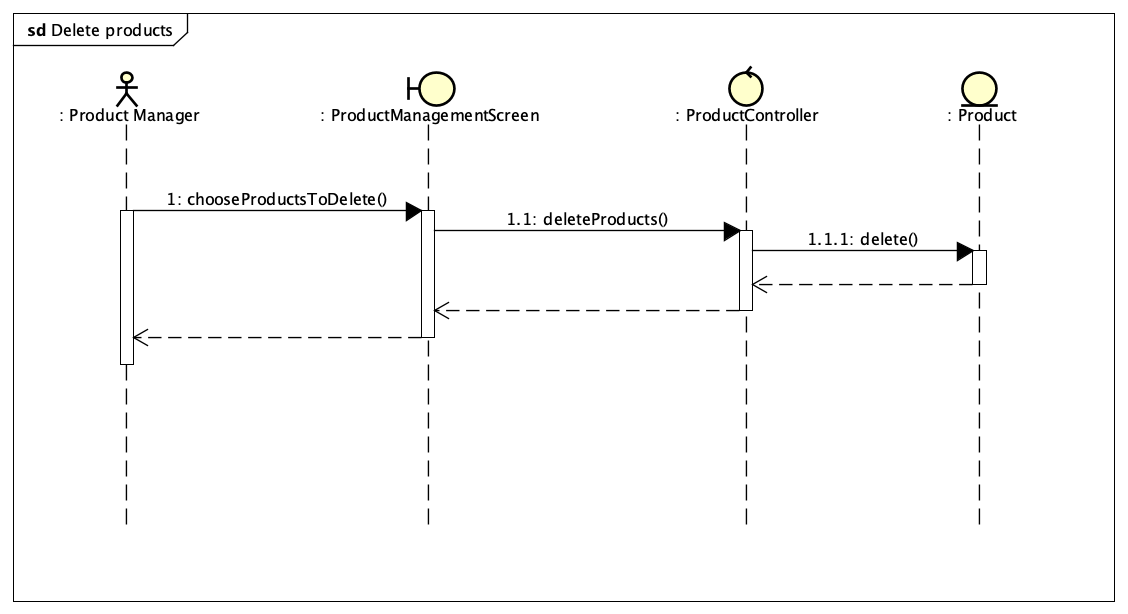 sd Delete products
: Product Manager
: ProductManagementScreen
: ProductController
: Product
1: chooseProductsToDelete()
1.1: deleteProducts()
1.1.1: delete()